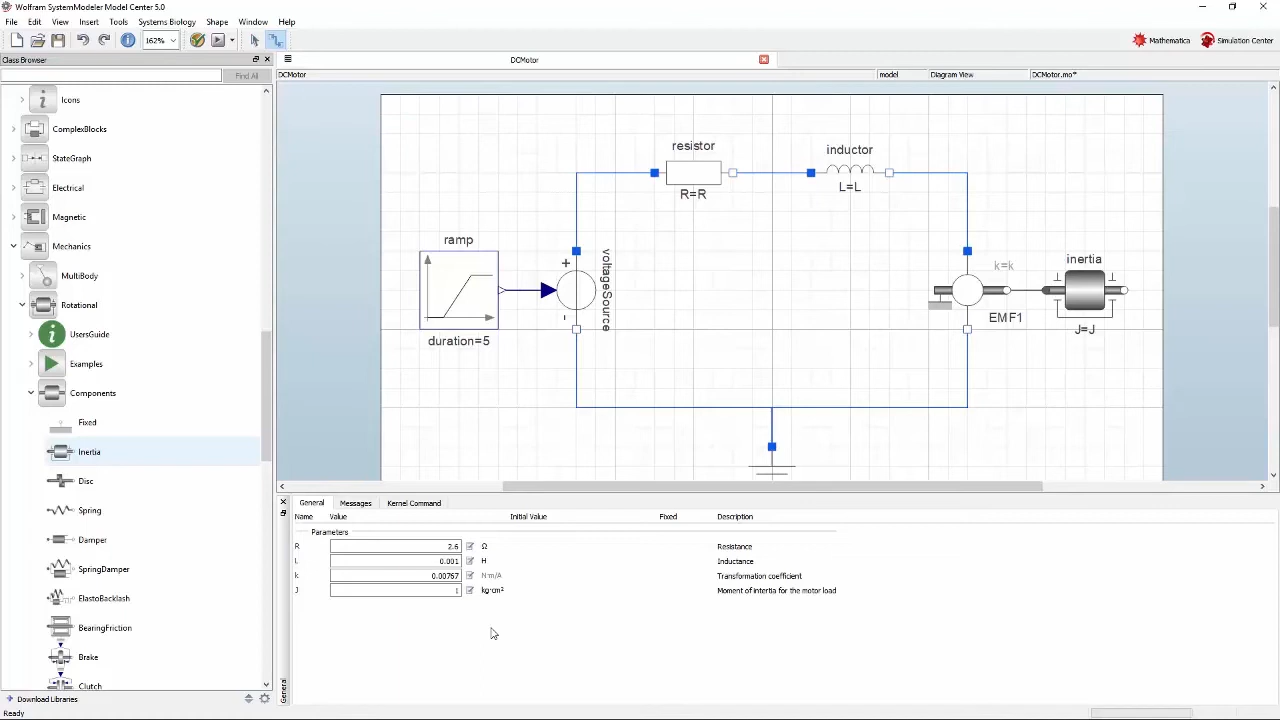 Wolfram SystemModeler Model Center 5.0
File Edit View Insert Tools Systems Biology Shape Window Help
162% Mathematica Simulation Center
Class Browser
DCMotor
Find All
DCMotor model Diagram View DCMotor.mo*
Icons
ComplexBlocks
StateGraph
Electrical
Magnetic
Mechanics
MultiBody
Rotational
UsersGuide
Examples
Components
Fixed
Inertia
Disc
Spring
Damper
SpringDamper
ElastoBacklash
BearingFriction
Brake
Clutch
Download Libraries
Ready
resistor
R=R
inductor
L=L
ramp
duration=5
+
-
voltageSource
k=k
EMF1
inertia
J=J
General Messages Kernel Command
Name Value Initial Value Fixed Description
Parameters
R 2.6 Ω Resistance
L 0.001 H Inductance
k 0.00767 N·m/A Transformation coefficient
J 1 kg·cm² Moment of intertia for the motor load
General